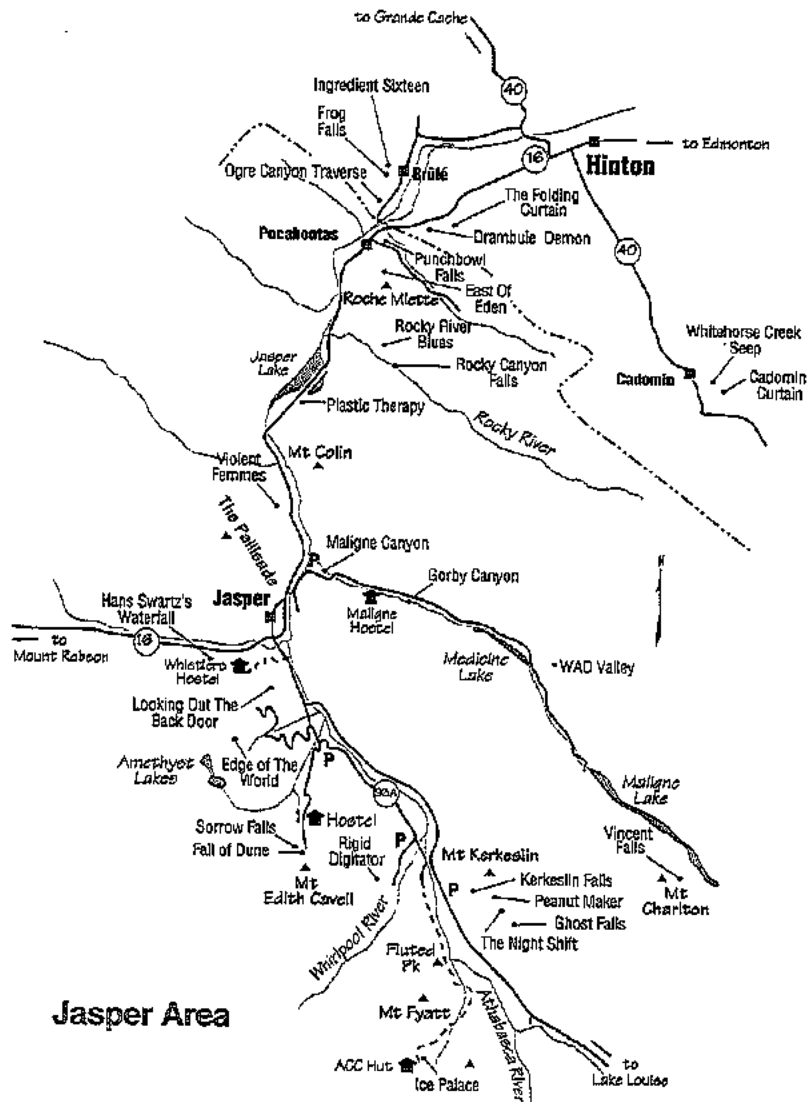 to Grande Cache
40
Ingredient Sixteen
Frog
Falls
16
Hinton
to Edmonton
Ogre Canyon Traverse
Brûlé
The Folding
Curtain
Pocahontas
Drambuie Demon
40
Punchbowl
Falls
East Of
Eden
Roche Miette
Rocky River
Blues
Whitehorse Creek
Seep
Jasper
Lake
Rocky Canyon
Falls
Cadomin
Cadomin
Curtain
Plastic Therapy
Rocky River
Mt Colin
Violent
Femmes
The Pallisade
P
Maligne Canyon
N
Gorby Canyon
Hans Swartz's
Waterfall
Jasper
Maligne
Hostel
to
Mount Robson
16
Whistlers
Hostel
Medicine
Lake
WAD Valley
Looking Out The
Back Door
Amethyst
Lakes
Edge of The
World
P
Maligne
Lake
93A
Hostel
Sorrow Falls
Fall of Dune
Rigid
Digitator
P
Vincent
Falls
Mt Kerkeslin
Mt
Edith Cavell
P
Kerkeslin Falls
Mt
Charlton
Peanut Maker
Ghost Falls
The Night Shift
Whirlpool River
Fluted
Pk
Mt Fyatt
Athabasca River
Jasper Area
ACC Hut
Ice Palace
to
Lake Louise